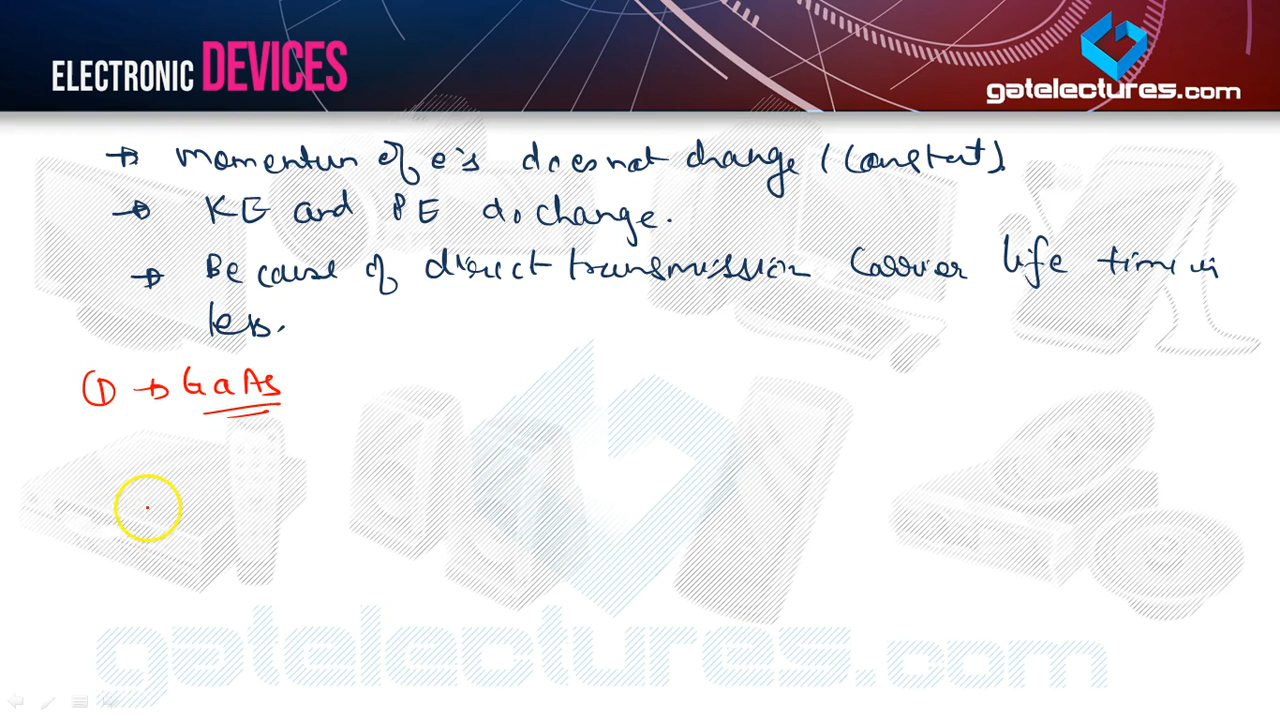 ELECTRONIC DEVICES
gatelectures.com
→ Momentum of e's does not change (Constant).
→ KE and PE do change.
→ Because of direct transmission Carrier life time is
less.
① → GaAs
gatelectures.com